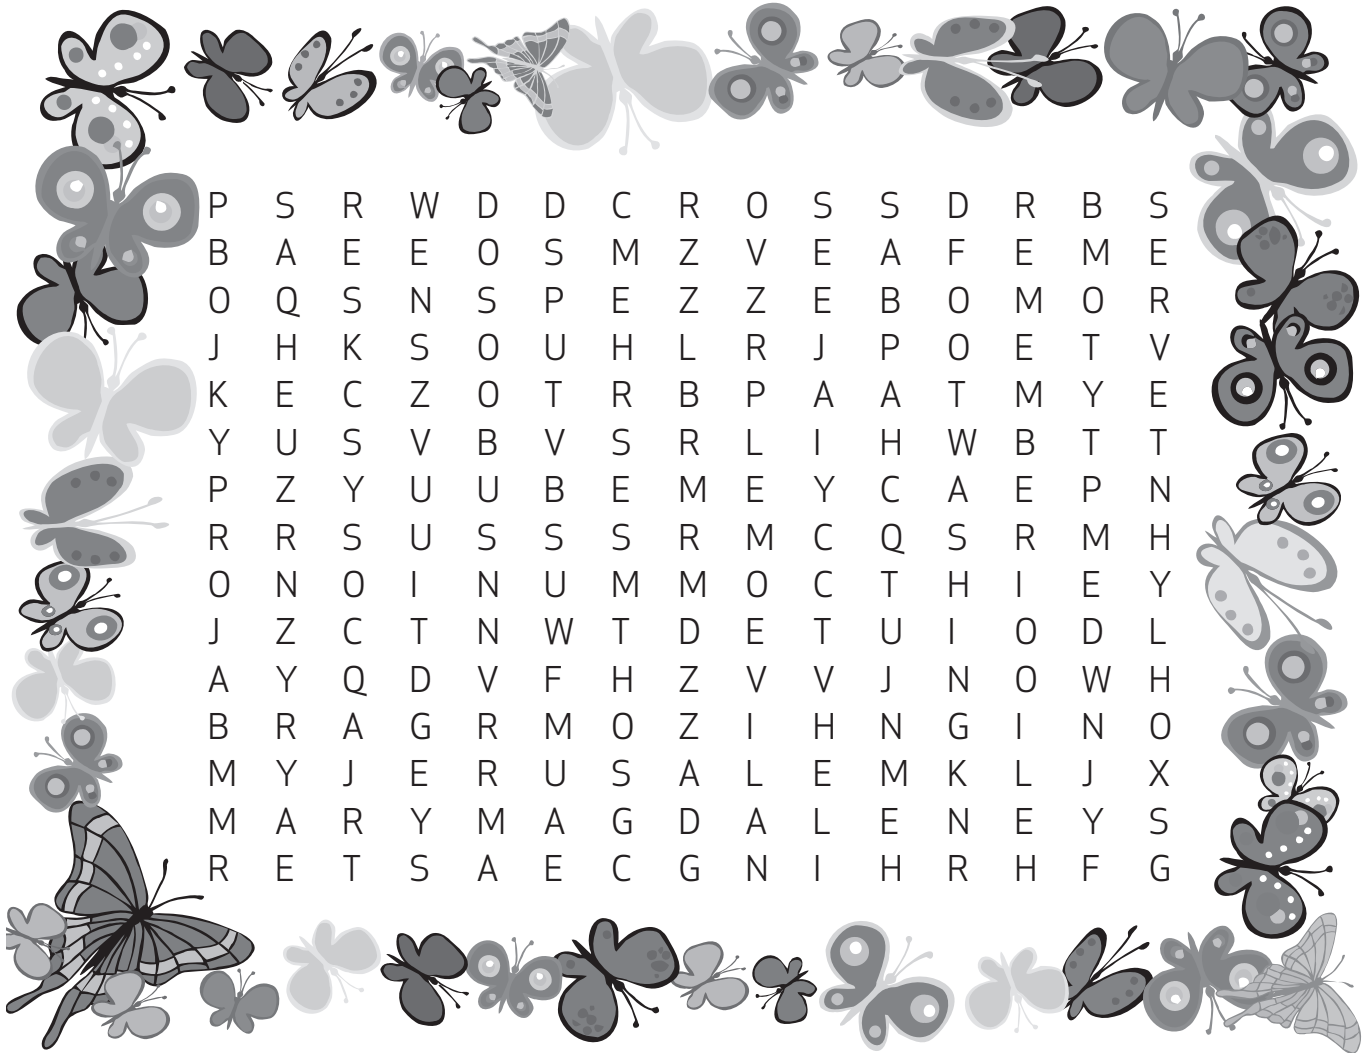 P S R W D D C R O S S D R B S
B A E E O S M Z V E A F E M E
O Q S N S P E Z Z E B O M O R
J H K S O U H L R J P O E T V
K E C Z O T R B P A A T M Y E
Y U S V B V S R L I H W B T T
P Z Y U U B E M E Y C A E P N
R R S U S S S R M C Q S R M H
O N O I N U M M O C T H I E Y
J Z C T N W T D E T U I O D L
A Y Q D V F H Z V V J N O W H
B R A G R M O Z I H N G I N O
M Y J E R U S A L E M K L J X
M A R Y M A G D A L E N E Y S
R E T S A E C G N I H R H F G